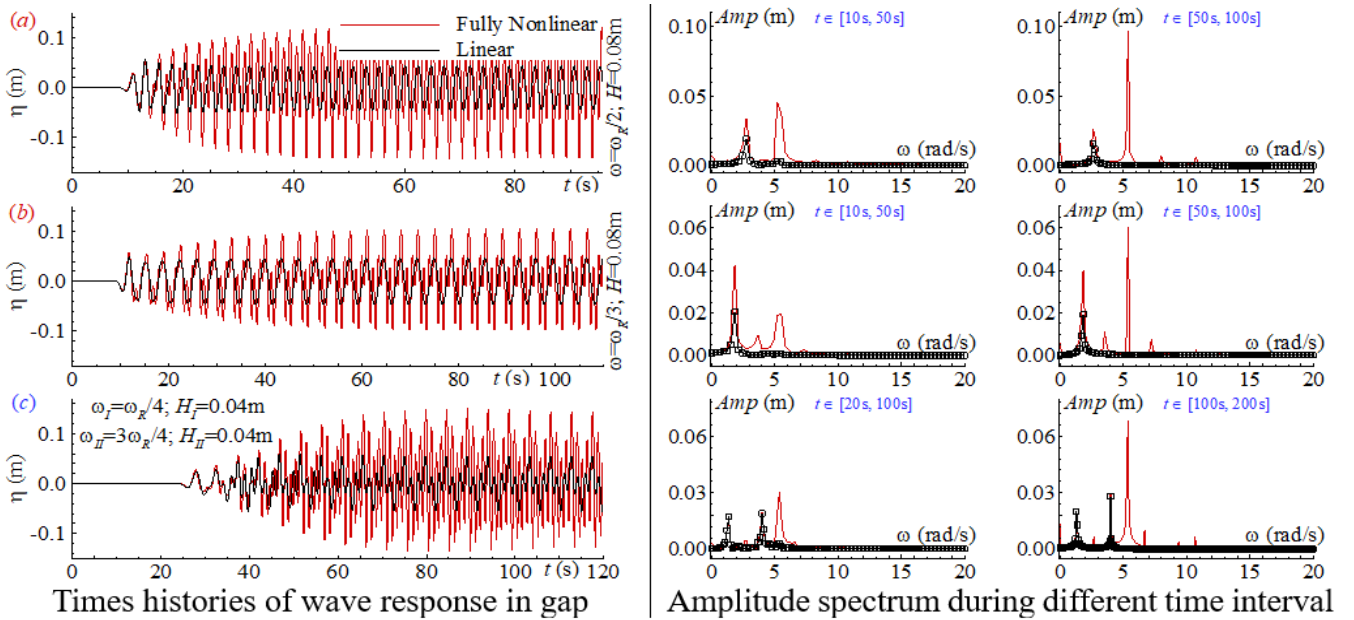 (a)
0.1
0.0
-0.1
η (m)
Fully Nonlinear
Linear
ω=ω_R/2; H=0.08m
0 20 40 60 80 t (s)
Amp (m) t ∈ [10s, 50s]
0.10
0.05
0.00
ω (rad/s)
0 5 10 15 20
Amp (m) t ∈ [50s, 100s]
0.10
0.05
0.00
ω (rad/s)
0 5 10 15 20
(b)
0.1
0.0
-0.1
η (m)
ω=ω_R/3; H=0.08m
0 20 40 60 80 t (s) 100
Amp (m) t ∈ [10s, 50s]
0.06
0.04
0.02
0.00
ω (rad/s)
0 5 10 15 20
Amp (m) t ∈ [50s, 100s]
0.06
0.04
0.02
0.00
ω (rad/s)
0 5 10 15 20
(c)
ω_I=ω_R/4; H_I=0.04m
ω_II=3ω_R/4; H_II=0.04m
0.1
0.0
-0.1
η (m)
0 20 40 60 80 100 t (s) 120
Amp (m) t ∈ [20s, 100s]
0.06
0.03
0.00
ω (rad/s)
0 5 10 15 20
Amp (m) t ∈ [100s, 200s]
0.06
0.03
0.00
ω (rad/s)
0 5 10 15 20
Times histories of wave response in gap
Amplitude spectrum during different time interval